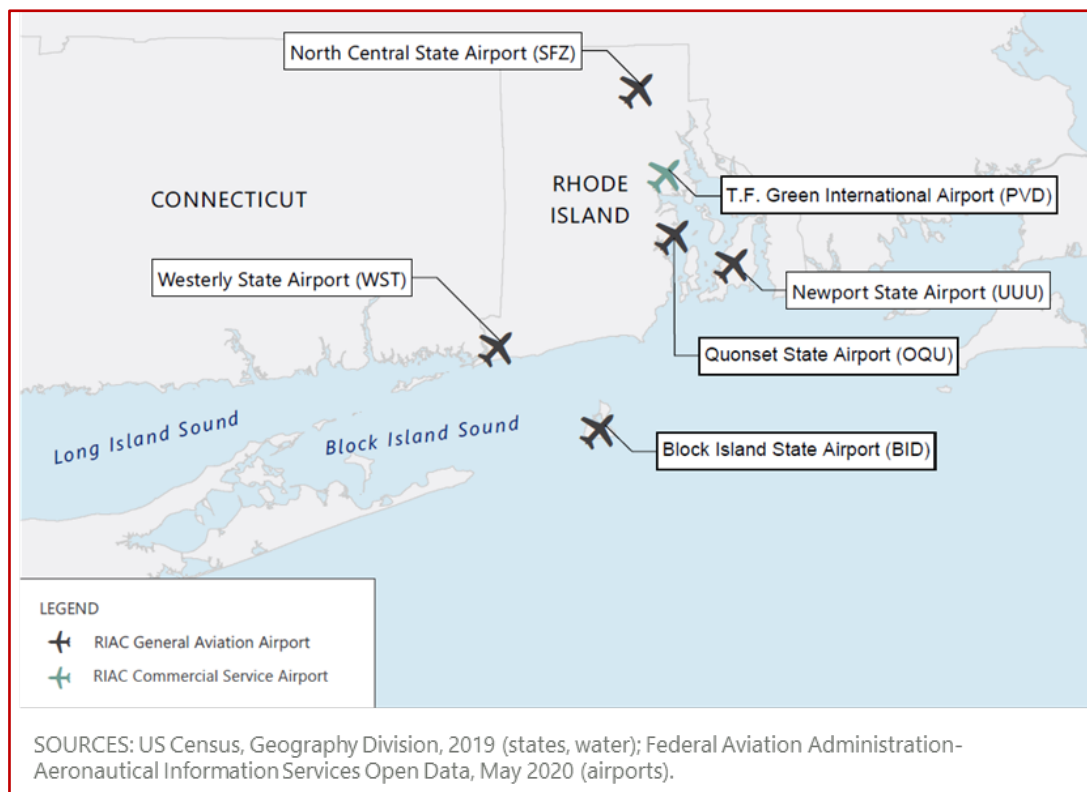 North Central State Airport (SFZ)
CONNECTICUT
RHODE
ISLAND
T.F. Green International Airport (PVD)
Westerly State Airport (WST)
Newport State Airport (UUU)
Quonset State Airport (OQU)
Long Island Sound
Block Island Sound
Block Island State Airport (BID)
LEGEND
RIAC General Aviation Airport
RIAC Commercial Service Airport
SOURCES: US Census, Geography Division, 2019 (states, water); Federal Aviation Administration-
Aeronautical Information Services Open Data, May 2020 (airports).